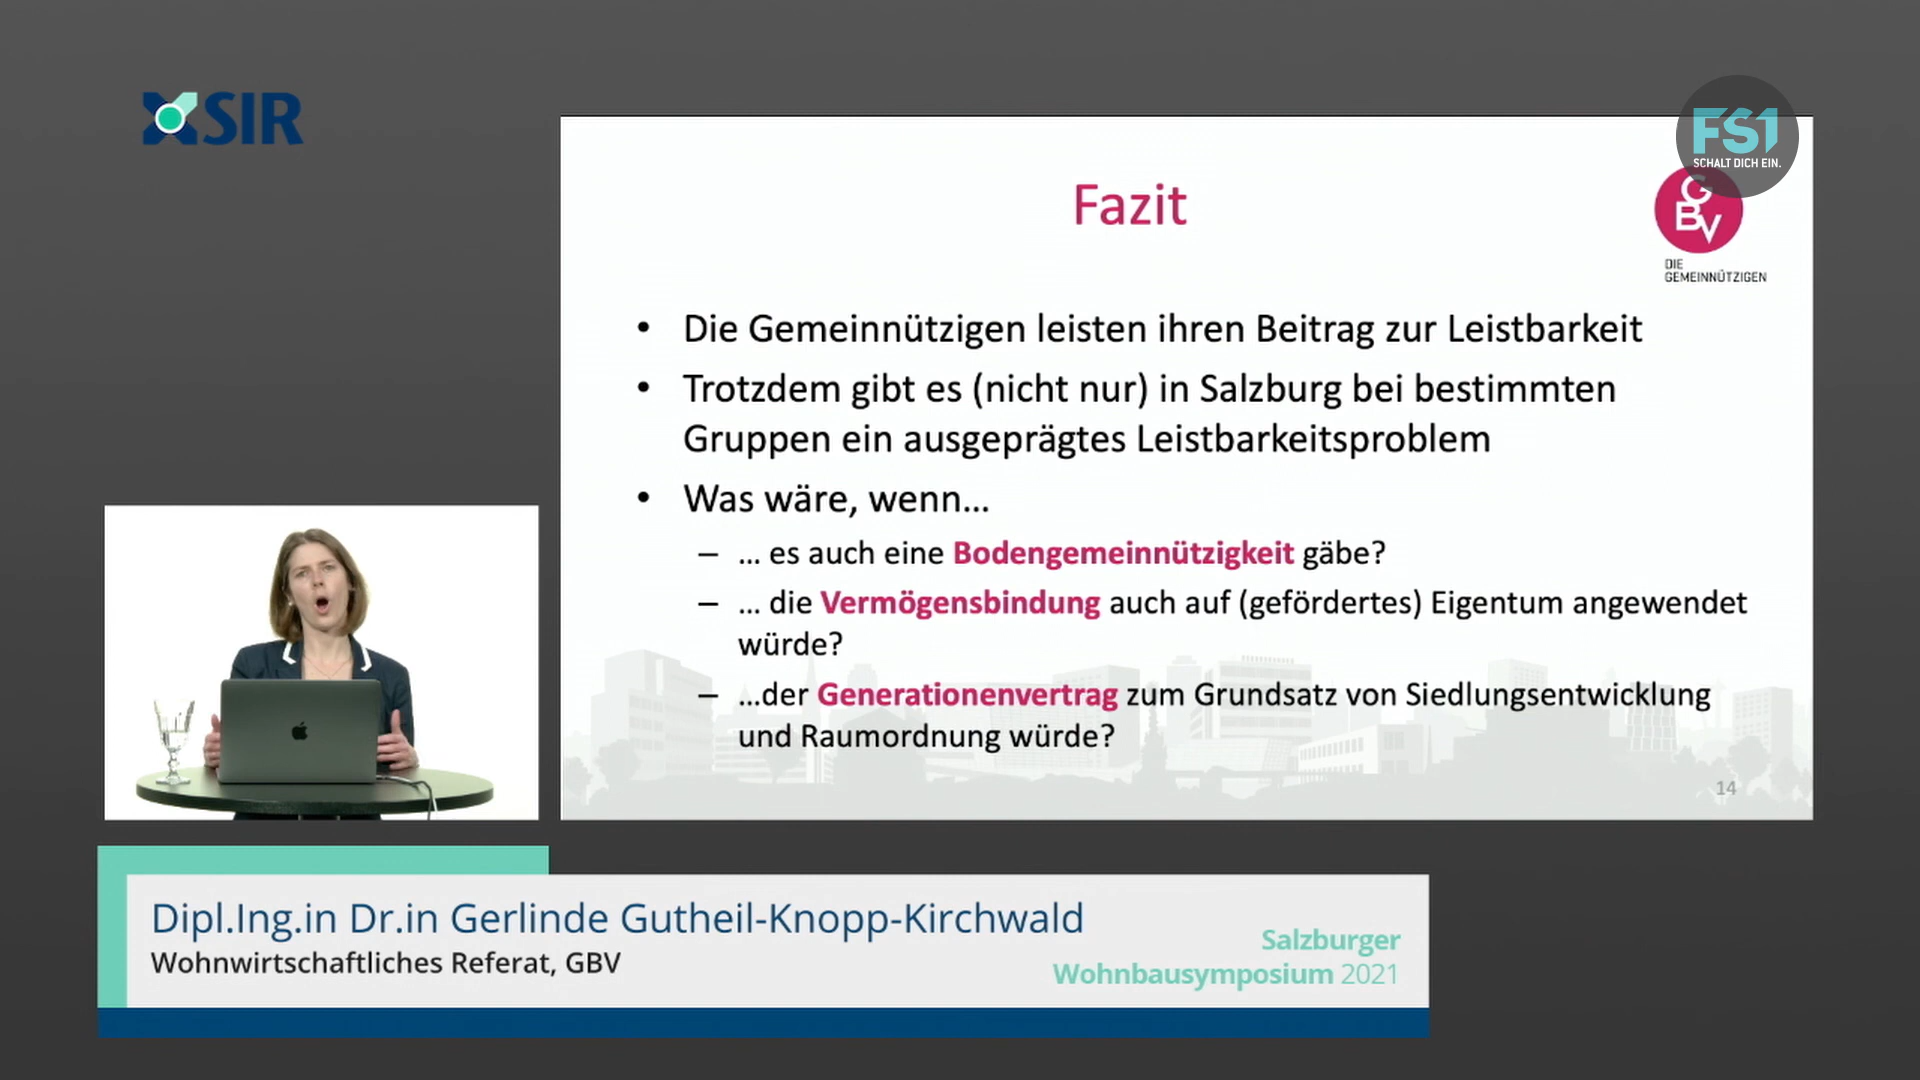 SIR
FS1
SCHALT DICH EIN.
Fazit
GBV
DIE
GEMEINNÜTZIGEN
• Die Gemeinnützigen leisten ihren Beitrag zur Leistbarkeit
• Trotzdem gibt es (nicht nur) in Salzburg bei bestimmten
Gruppen ein ausgeprägtes Leistbarkeitsproblem
• Was wäre, wenn...
– ... es auch eine Bodengemeinnützigkeit gäbe?
– ... die Vermögensbindung auch auf (gefördertes) Eigentum angewendet
würde?
– ...der Generationenvertrag zum Grundsatz von Siedlungsentwicklung
und Raumordnung würde?
14
Dipl.Ing.in Dr.in Gerlinde Gutheil-Knopp-Kirchwald
Wohnwirtschaftliches Referat, GBV
Salzburger
Wohnbausymposium 2021